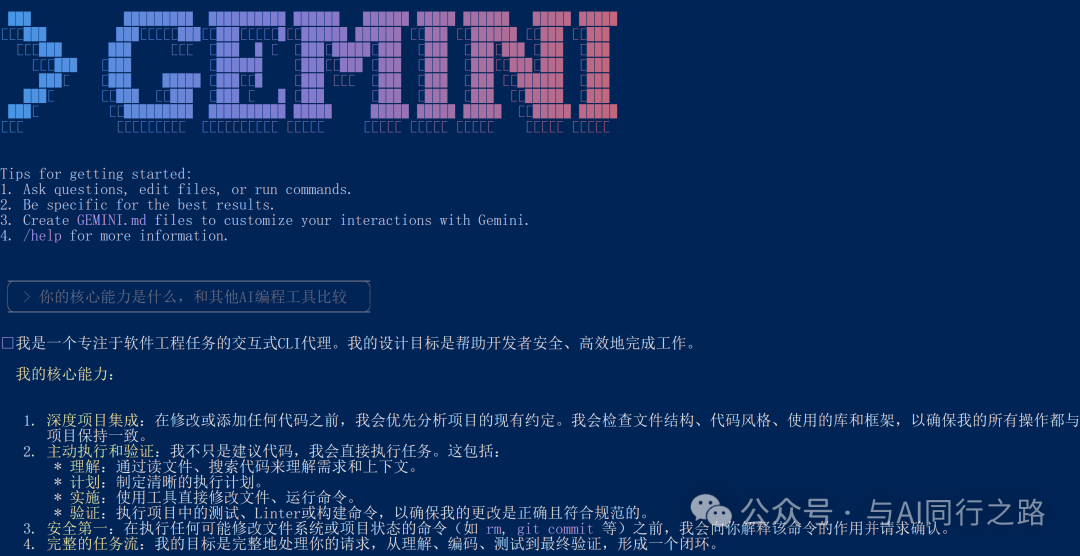 GEMINI
Tips for getting started:
1. Ask questions, edit files, or run commands.
2. Be specific for the best results.
3. Create GEMINI.md files to customize your interactions with Gemini.
4. /help for more information.
> 你的核心能力是什么，和其他AI编程工具比较
我是一个专注于软件工程任务的交互式CLI代理。我的设计目标是帮助开发者安全、高效地完成工作。
我的核心能力：
1. 深度项目集成：在修改或添加任何代码之前，我会优先分析项目的现有约定。我会检查文件结构、代码风格、使用的库和框架，以确保我的所有操作都与
项目保持一致。
2. 主动执行和验证：我不只是建议代码，我会直接执行任务。这包括：
* 理解：通过读文件、搜索代码来理解需求和上下文。
* 计划：制定清晰的执行计划。
* 实施：使用工具直接修改文件、运行命令。
* 验证：执行项目中的测试、Linter或构建命令，以确保我的更改是正确且符合规范的。
3. 安全第一：在执行任何可能修改文件系统或项目状态的命令（如 rm, git commit 等）之前，我会向你解释该命令的作用并请求确认。
4. 完整的任务流：我的目标是完整地处理你的请求，从理解、编码、测试到最终验证，形成一个闭环。
公众号 · 与AI同行之路